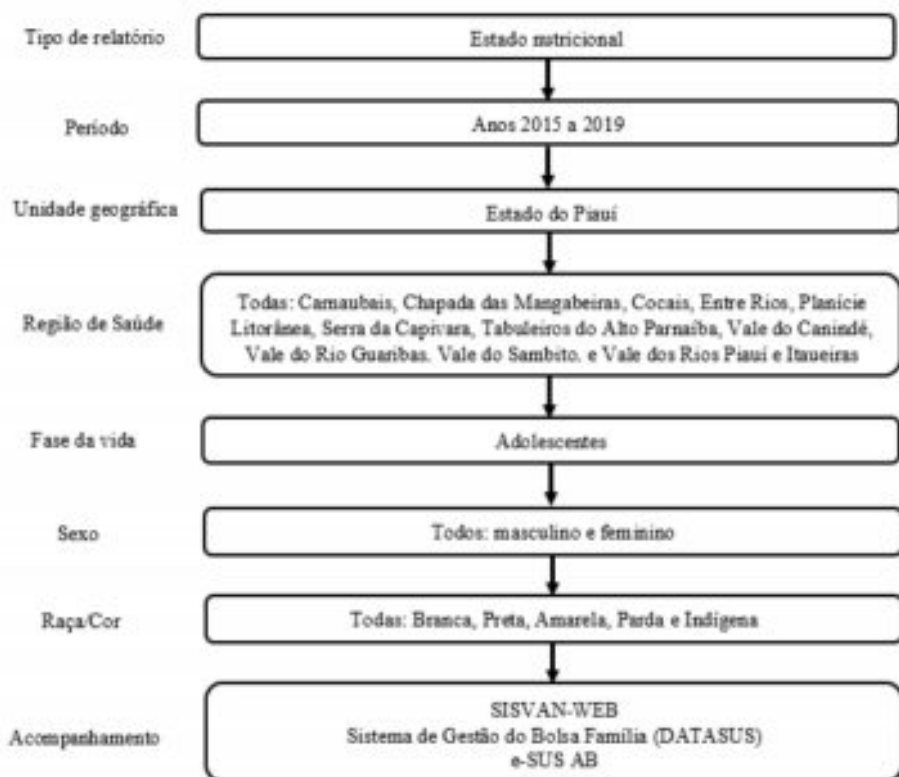 Tipo de relatório
Estado nutricional
Período
Anos 2015 a 2019
Unidade geográfica
Estado do Piauí
Região de Saúde
Todas: Carnaubais, Chapada das Mangabeiras, Cocais, Entre Rios, Planície
Litorânea, Serra da Capivara, Tabuleiros do Alto Parnaíba, Vale do Canindé,
Vale do Rio Guaribas. Vale do Sambito. e Vale dos Rios Piauí e Itaueiras
Fase da vida
Adolescentes
Sexo
Todos: masculino e feminino
Raça/Cor
Todas: Branca, Preta, Amarela, Parda e Indígena
Acompanhamento
SISVAN-WEB
Sistema de Gestão do Bolsa Família (DATASUS)
e-SUS AB